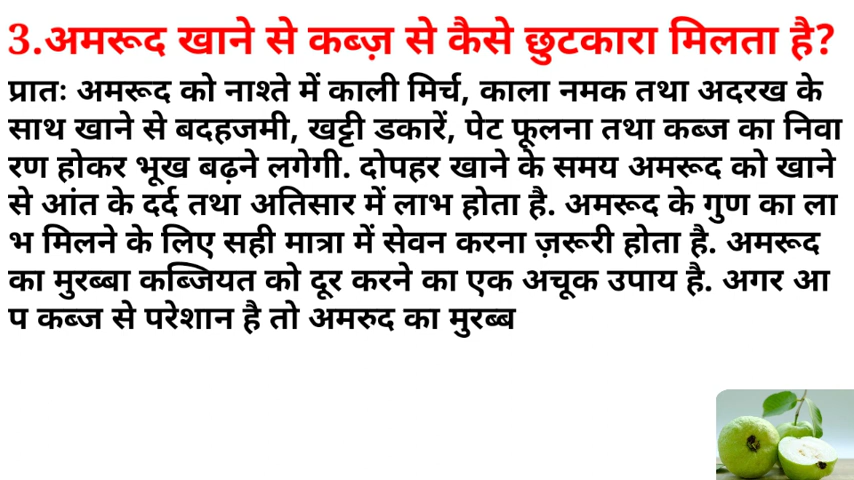 3.अमरूद खाने से कब्ज़ से कैसे छुटकारा मिलता है?
प्रातः अमरूद को नाश्ते में काली मिर्च, काला नमक तथा अदरख के
साथ खाने से बदहजमी, खट्टी डकारें, पेट फूलना तथा कब्ज का निवा
रण होकर भूख बढ़ने लगेगी. दोपहर खाने के समय अमरूद को खाने
से आंत के दर्द तथा अतिसार में लाभ होता है. अमरूद के गुण का ला
भ मिलने के लिए सही मात्रा में सेवन करना ज़रूरी होता है. अमरूद
का मुरब्बा कब्जियत को दूर करने का एक अचूक उपाय है. अगर आ
प कब्ज से परेशान है तो अमरुद का मुरब्ब